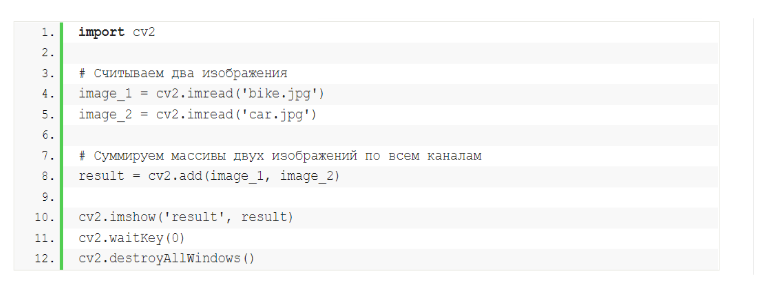 1. import cv2
2.
3. # Считываем два изображения
4. image_1 = cv2.imread('bike.jpg')
5. image_2 = cv2.imread('car.jpg')
6.
7. # Суммируем массивы двух изображений по всем каналам
8. result = cv2.add(image_1, image_2)
9.
10. cv2.imshow('result', result)
11. cv2.waitKey(0)
12. cv2.destroyAllWindows()